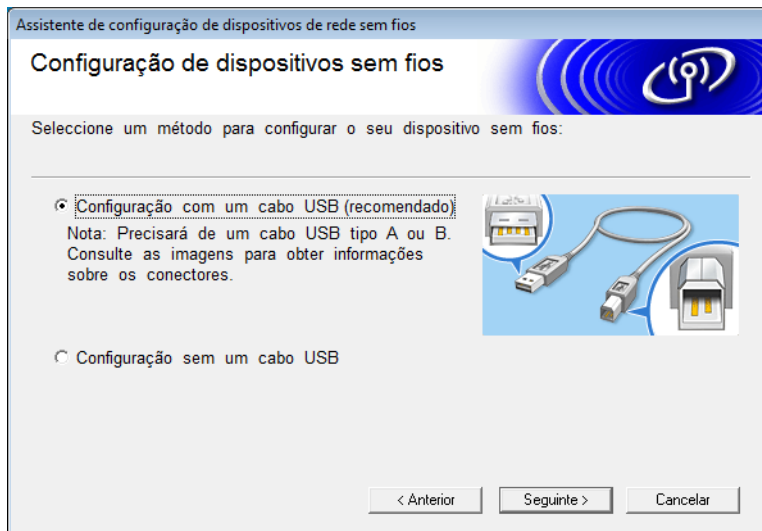 Assistente de configuração de dispositivos de rede sem fios
Configuração de dispositivos sem fios
Seleccione um método para configurar o seu dispositivo sem fios:
Configuração com um cabo USB (recomendado)
Nota: Precisará de um cabo USB tipo A ou B.
Consulte as imagens para obter informações
sobre os conectores.
Configuração sem um cabo USB
< Anterior
Seguinte >
Cancelar